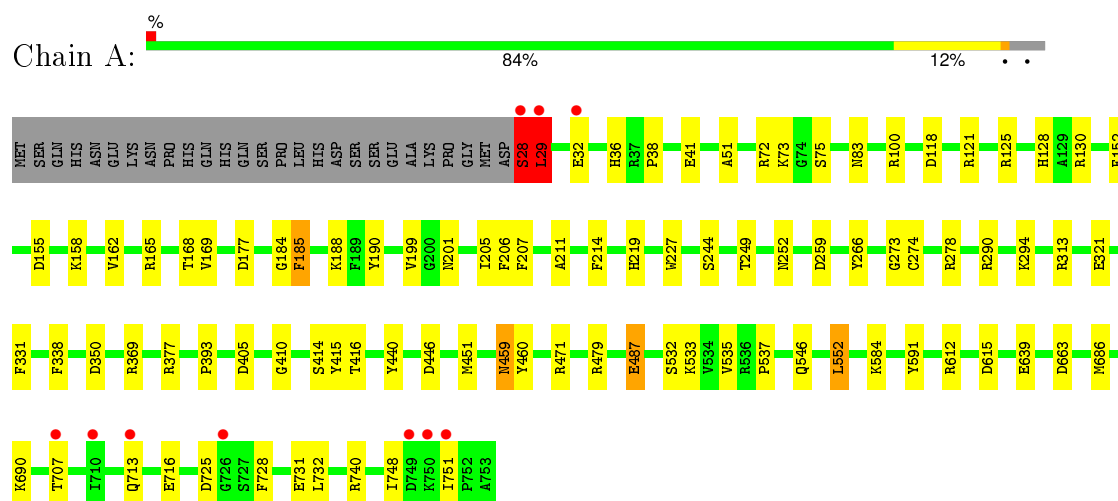 %
Chain A:
84% 12% • •
MET SER GLN HIS ASN GLU LYS ASN PRO HIS GLN HIS GLN SER PRO LEU HIS ASP SER SER GLU ALA LYS PRO GLY MET ASP S28 L29 E32 H36 R37 P38 E41 A51 R72 K73 G74 S75 N83 R100 D118 R121 R125 H128 A129 R130
D155 K158 V162 R165 T168 V169 D177 G184 F185 K188 F189 Y190 V199 G200 N201 I205 F206 F207 A211 F214 H219 W227 S244 T249 N252 D259 Y266 G273 C274 R278 R290 K294 R313 E321
F331 F338 D350 R369 R377 P393 D405 G410 S414 Y415 T416 Y440 D446 M451 N459 Y460 R471 R479 E487 S532 K533 V534 V535 R536 P537 Q546 L552 K584 Y591 R612 D615 E639 D663 M686
K690 T707 I710 Q713 E716 D725 G726 S727 F728 E731 L732 R740 I748 D749 K750 I751 P752 A753